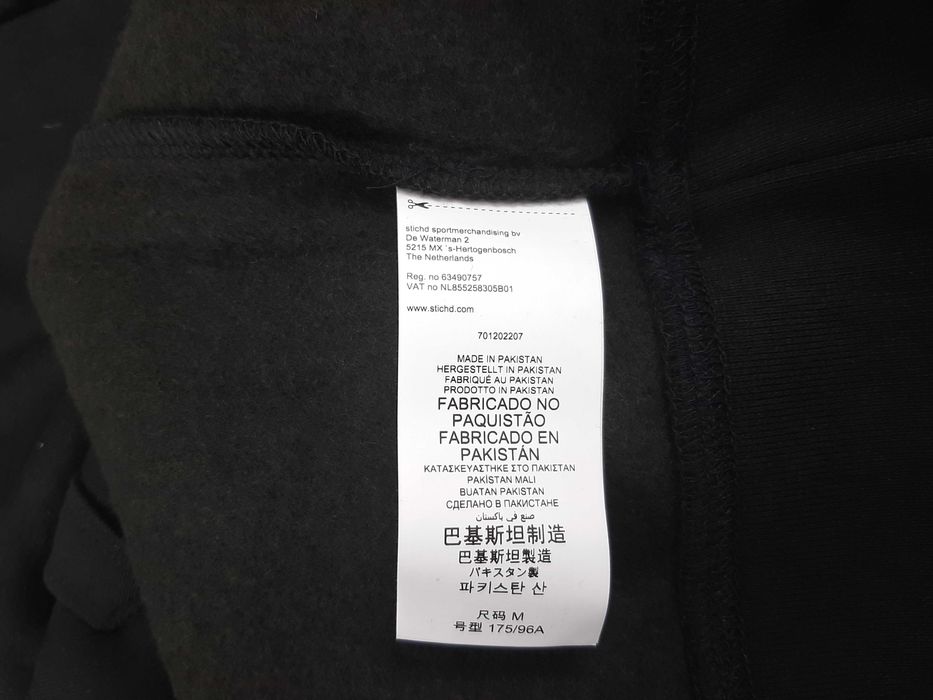 stichd sportmerchandising bv
De Waterman 2
5215 MX `s-Hertogenbosch
The Netherlands
Reg. no 63490757
VAT no NL855258305B01
www.stichd.com
701202207
MADE IN PAKISTAN
HERGESTELLT IN PAKISTAN
FABRIQUÉ AU PAKISTAN
PRODOTTO IN PAKISTAN
FABRICADO NO
PAQUISTÃO
FABRICADO EN
PAKISTÁN
ΚΑΤΑΣΚΕΥΑΣΤΗΚΕ ΣΤΟ ΠΑΚΙΣΤΑΝ
PAKİSTAN MALI
BUATAN PAKISTAN
СДЕЛАНО В ПАКИСТАНЕ
صنع في باكستان
巴基斯坦制造
巴基斯坦製造
パキスタン製
파키스탄 산
尺码 M
号型 175/96A